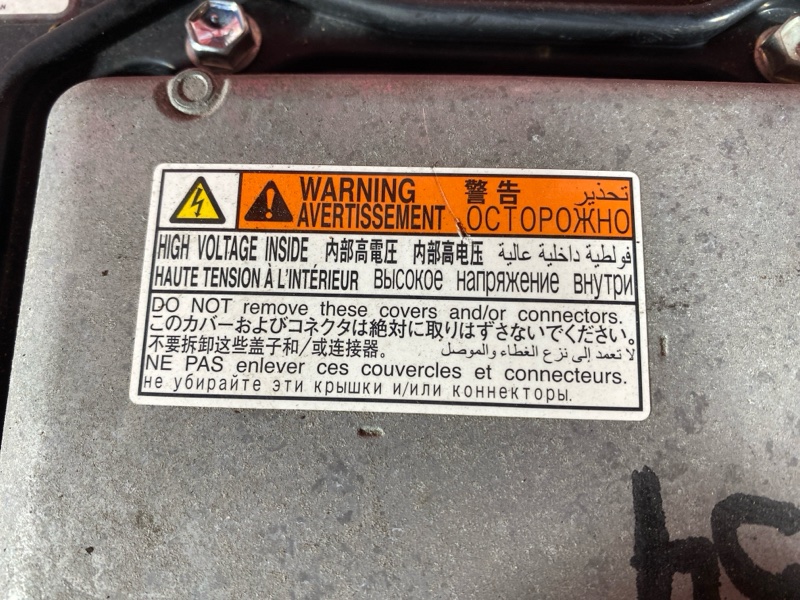 WARNING 警告 تحذير
AVERTISSEMENT ОСТОРОЖНО
HIGH VOLTAGE INSIDE 内部高電圧 内部高电压 فولطية داخلية عالية
HAUTE TENSION À L'INTÉRIEUR Высокое напряжение внутри
DO NOT remove these covers and/or connectors.
このカバーおよびコネクタは絶対に取りはずさないでください。
不要拆卸这些盖子和/或连接器。 لا تعمد إلى نزع الغطاء والموصل
NE PAS enlever ces couvercles et connecteurs.
не убирайте эти крышки и/или коннекторы.
54